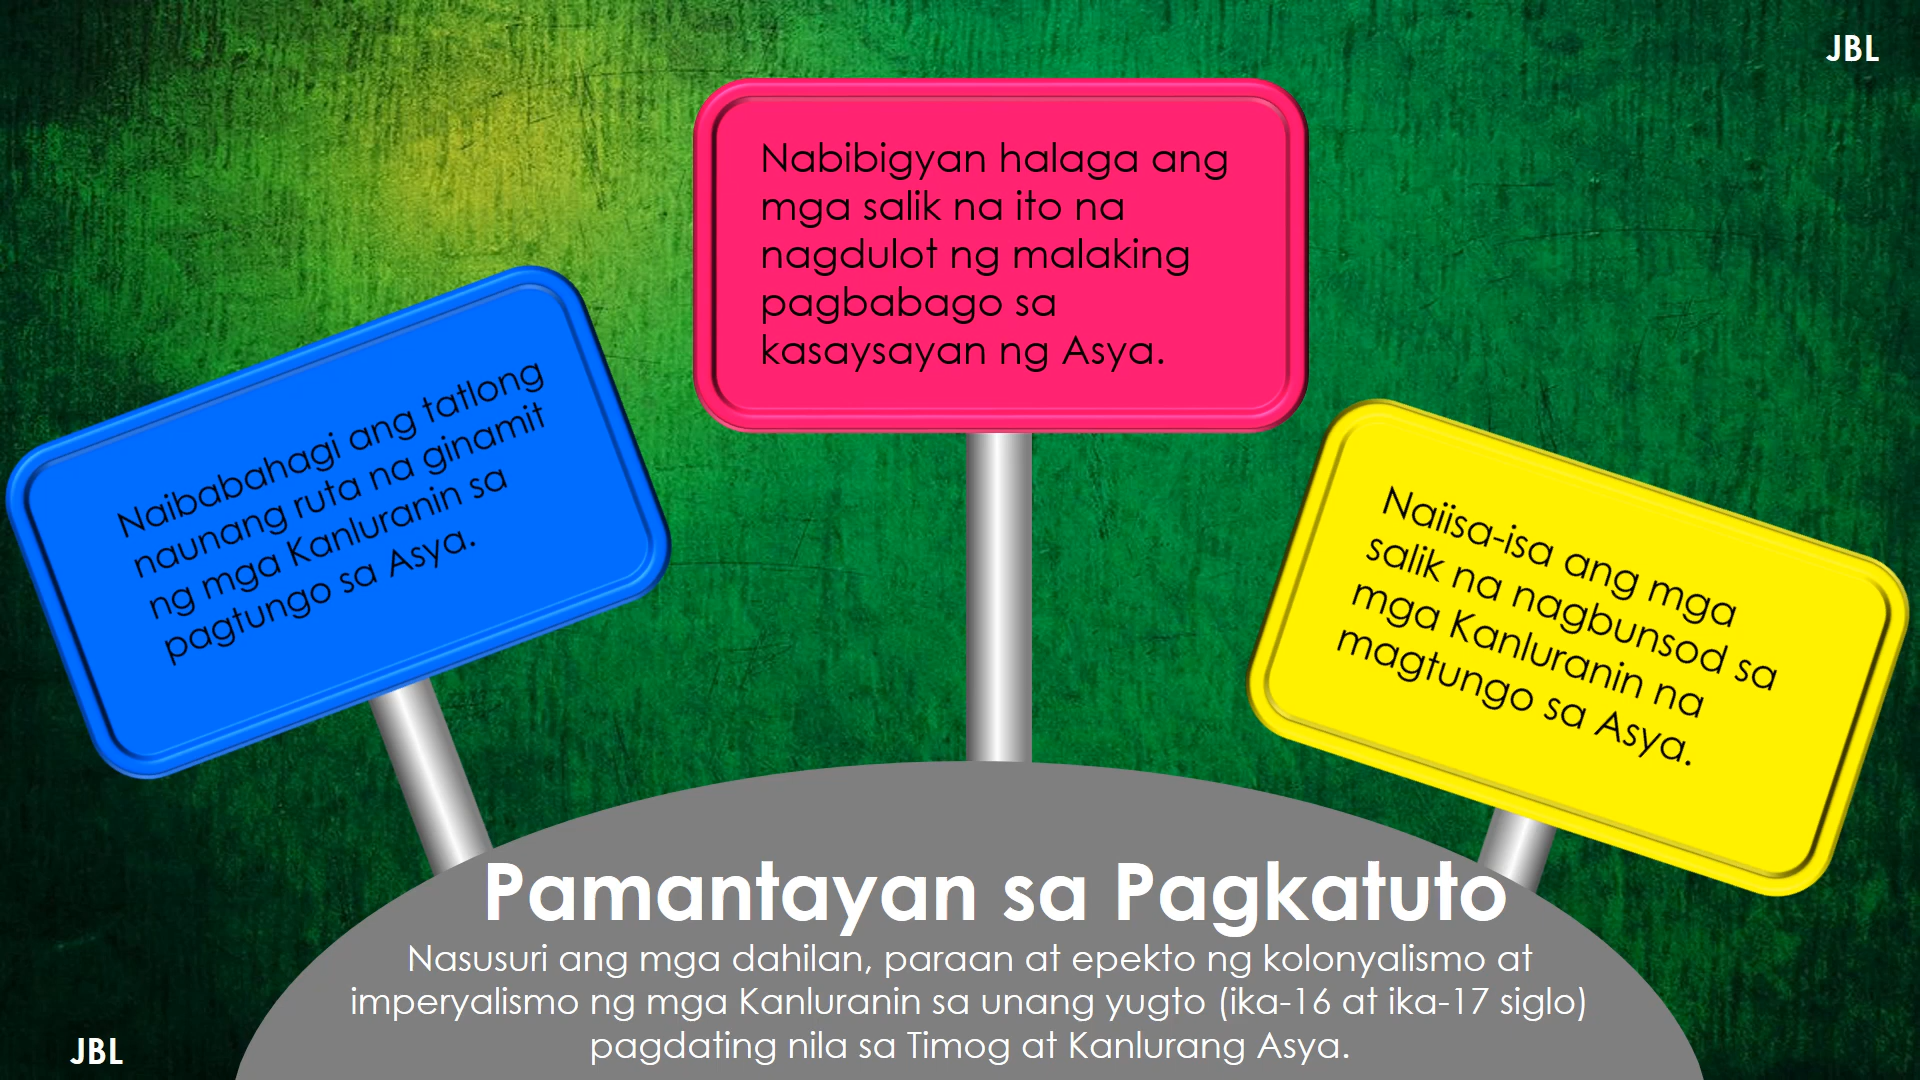 JBL
Nabibigyan halaga ang
mga salik na ito na
nagdulot ng malaking
pagbabago sa
kasaysayan ng Asya.
Naibabahagi ang tatlong
naunang ruta na ginamit
ng mga Kanluranin sa
pagtungo sa Asya.
Naiisa-isa ang mga
salik na nagbunsod sa
mga Kanluranin na
magtungo sa Asya.
Pamantayan sa Pagkatuto
Nasusuri ang mga dahilan, paraan at epekto ng kolonyalismo at
imperyalismo ng mga Kanluranin sa unang yugto (ika-16 at ika-17 siglo)
pagdating nila sa Timog at Kanlurang Asya.
JBL